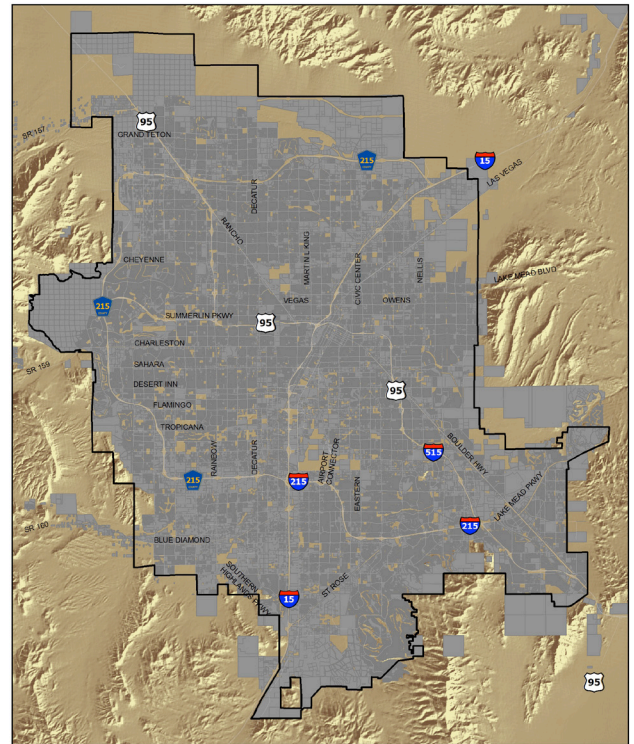 95
GRAND TETON
SR 157
215
15
LAS VEGAS
DECATUR
RANCHO
MARTIN L KING
CIVIC CENTER
NELLIS
CHEYENNE
LAKE MEAD BLVD
215
VEGAS
OWENS
SUMMERLIN PKWY
95
CHARLESTON
SR 159
SAHARA
DESERT INN
95
FLAMINGO
TROPICANA
RAINBOW
DECATUR
AIRPORT
CONNECTOR
EASTERN
515
BOULDER HWY
LAKE MEAD PKWY
215
215
215
SR 160
BLUE DIAMOND
SOUTHERN
HIGHLANDS PKWY
ST ROSE
15
95